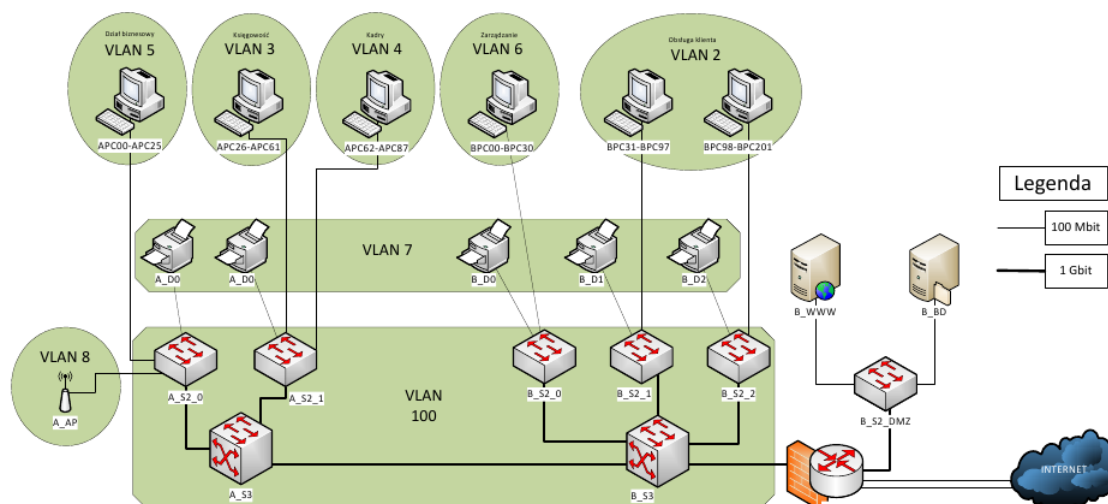 Dział biznesowy
VLAN 5
Księgowość
VLAN 3
Kadry
VLAN 4
Zarządzanie
VLAN 6
Obsługa klienta
VLAN 2
APC00-APC25
APC26-APC61
APC62-APC87
BPC00-BPC30
BPC31-BPC97
BPC98-BPC201
Legenda
100 Mbit
1 Gbit
VLAN 7
A_D0
A_D0
B_D0
B_D1
B_D2
B_WWW
B_BD
VLAN 8
A_AP
A_S2_0
A_S2_1
VLAN
100
B_S2_0
B_S2_1
B_S2_2
B_S2_DMZ
A_S3
B_S3
INTERNET